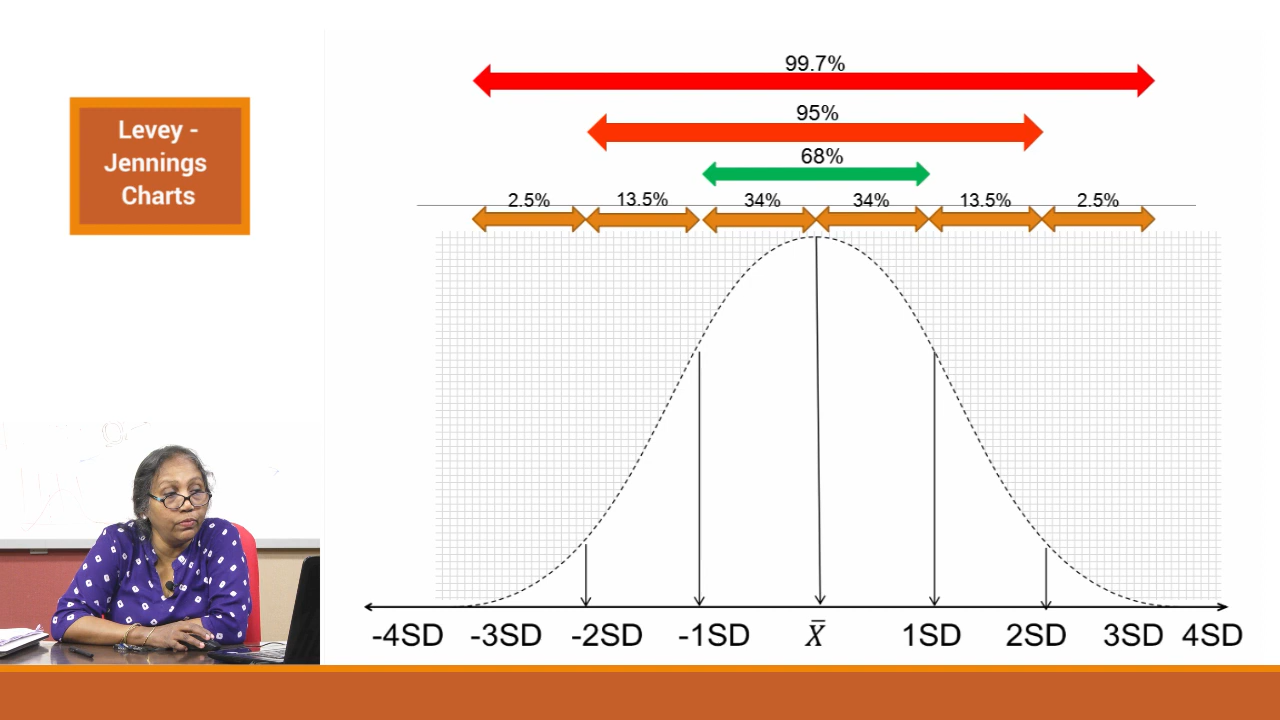 Levey -
Jennings
Charts
99.7%
95%
68%
2.5% 13.5% 34% 34% 13.5% 2.5%
-4SD -3SD -2SD -1SD X̄ 1SD 2SD 3SD 4SD